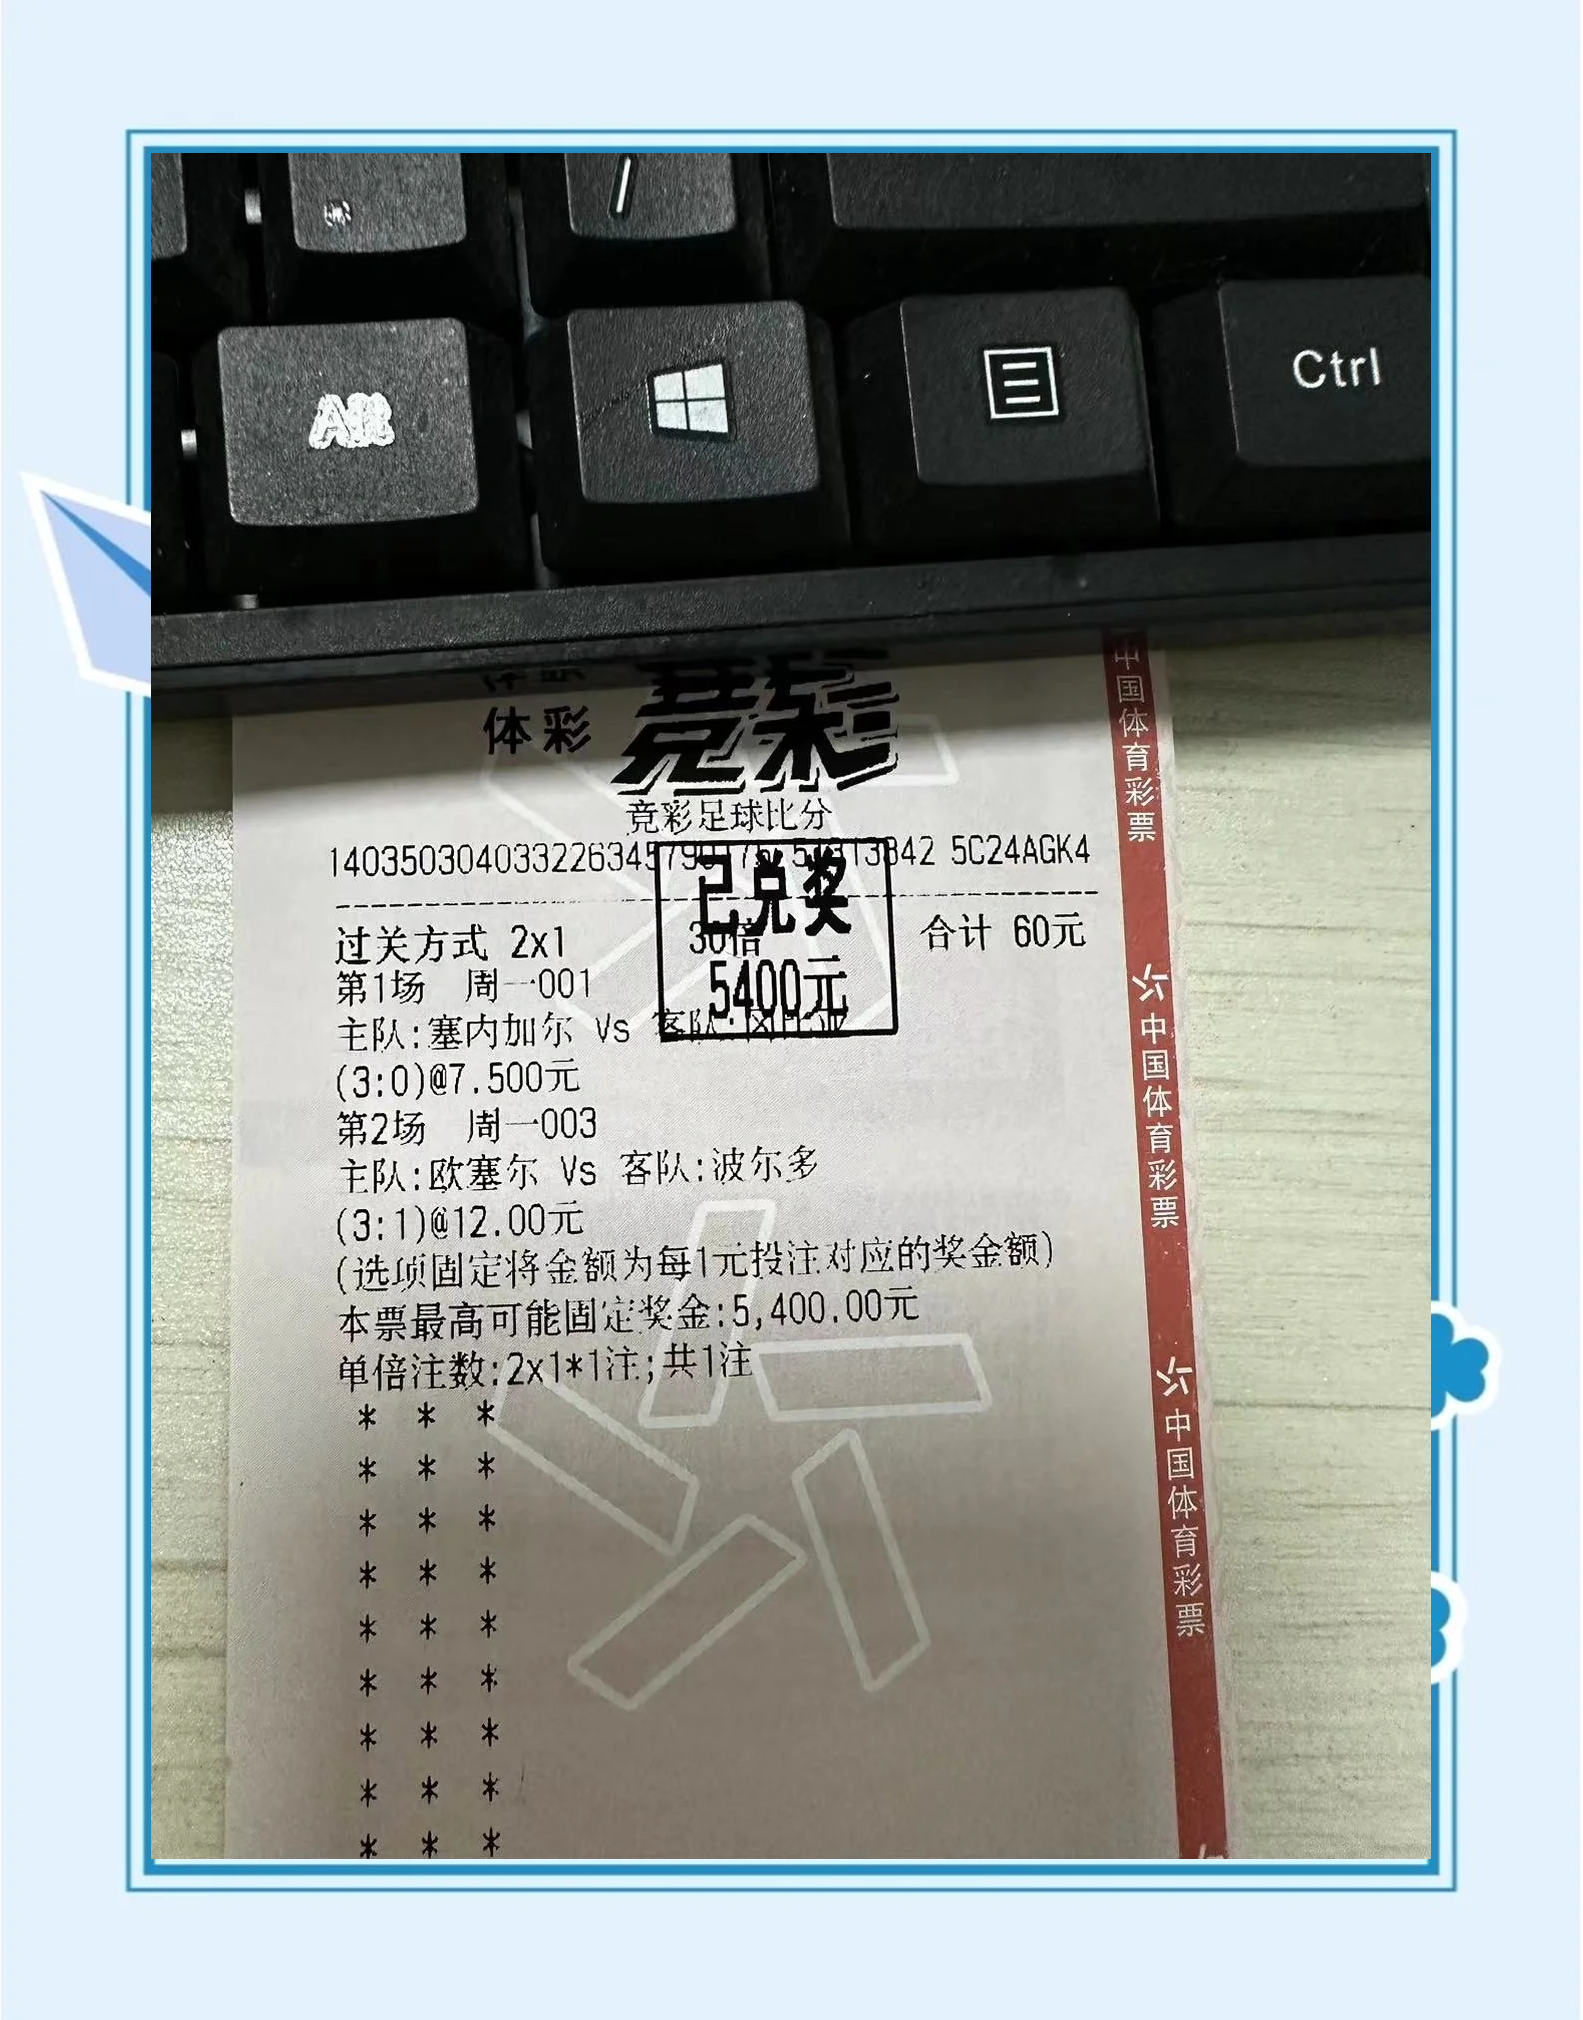 /
Alt
Ctrl
体彩
竞彩
竞彩足球比分
5C24AGK4
已兑奖
过关方式 2x1 30倍 合计 60元
5400元
第1场 周一001
主队:塞内加尔 Vs 客队:
(3:0)@7.500元
第2场 周一003
主队:欧塞尔 Vs 客队:波尔多
(3:1)@12.00元
(选项固定将金额为每1元投注对应的奖金额)
本票最高可能固定奖金:5,400.00元
单倍注数:2x1*1注;共1注
* * *
* * *
* * *
* * *
* * *
* * *
* * *
* * *
* * *
中国体育彩票
中国体育彩票
中国体育彩票